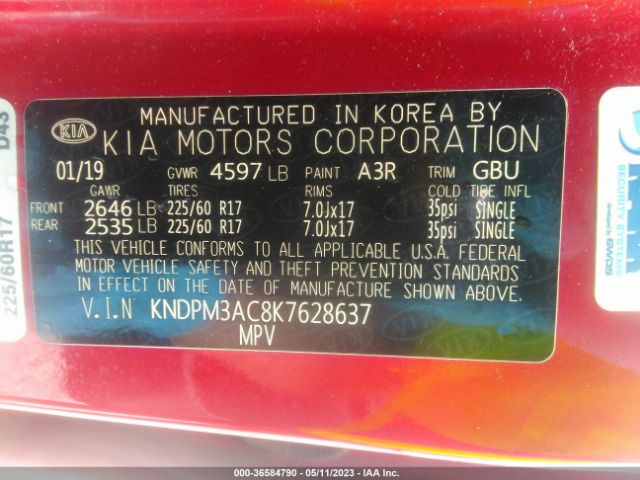 MANUFACTURED IN KOREA BY
KIA KIA MOTORS CORPORATION
01/19 GVWR 4597 LB PAINT A3R TRIM GBU
GAWR TIRES RIMS COLD TIRE INFL
FRONT 2646 LB 225/60 R17 7.0Jx17 35psi SINGLE
REAR 2535 LB 225/60 R17 7.0Jx17 35psi SINGLE
THIS VEHICLE CONFORMS TO ALL APPLICABLE U.S.A. FEDERAL
MOTOR VEHICLE SAFETY AND THEFT PREVENTION STANDARDS
IN EFFECT ON THE DATE OF MANUFACTURE SHOWN ABOVE.
V.I.N KNDPM3AC8K7628637
MPV
225/60R17 D43
SECURITY SYSTEMS
developed by SWDS
000-36584790 - 05/11/2023 - IAA Inc.